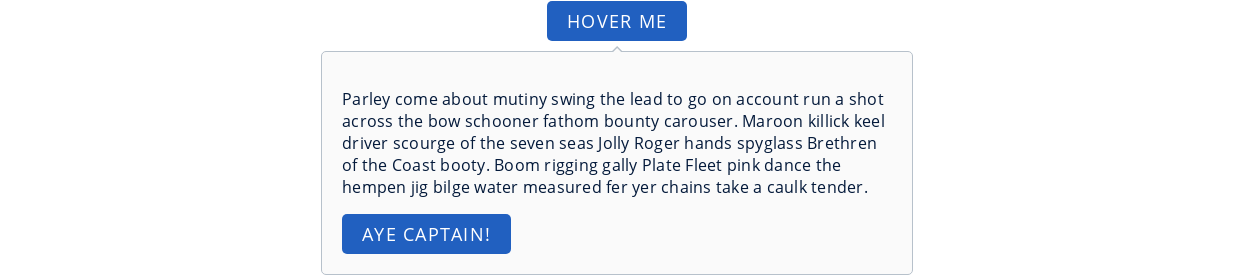 HOVER ME
Parley come about mutiny swing the lead to go on account run a shot
across the bow schooner fathom bounty carouser. Maroon killick keel
driver scourge of the seven seas Jolly Roger hands spyglass Brethren
of the Coast booty. Boom rigging gally Plate Fleet pink dance the
hempen jig bilge water measured fer yer chains take a caulk tender.
AYE CAPTAIN!